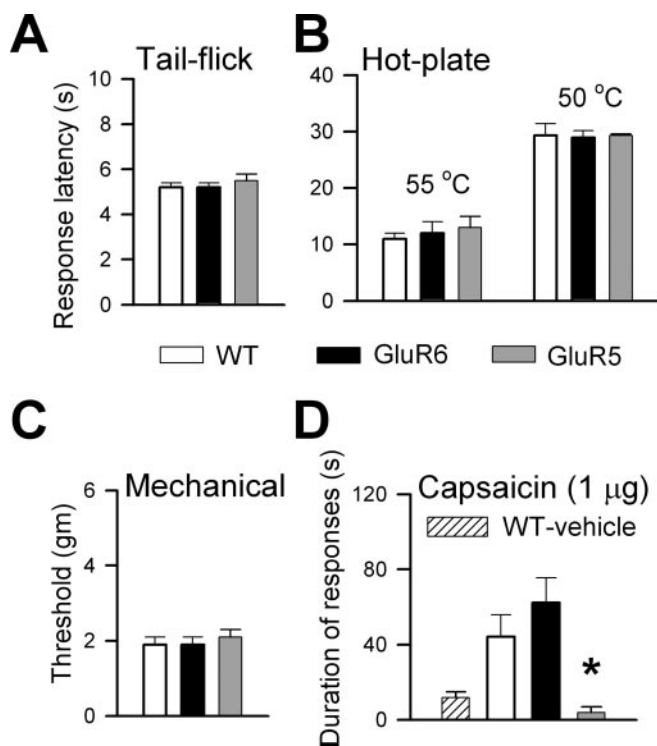 A
Tail-flick
Response latency (s)
10
8
6
4
2
0
B
Hot-plate
40
30
20
10
0
55 °C
50 °C
WT
GluR6
GluR5
C
Mechanical
Threshold (gm)
6
4
2
0
D
Capsaicin (1 μg)
WT-vehicle
Duration of responses (s)
120
80
60
40
0
*